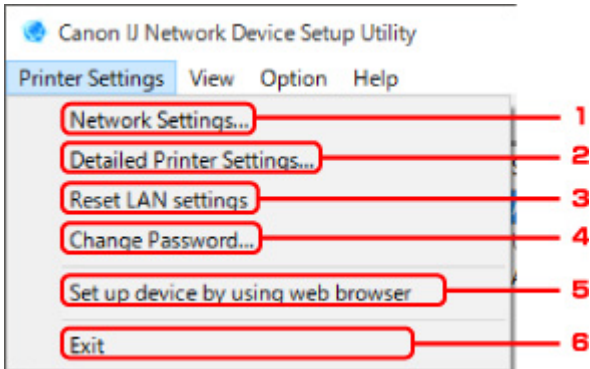 Canon IJ Network Device Setup Utility
Printer Settings View Option Help
Network Settings... 1
Detailed Printer Settings... 2
Reset LAN settings 3
Change Password... 4
Set up device by using web browser 5
Exit 6